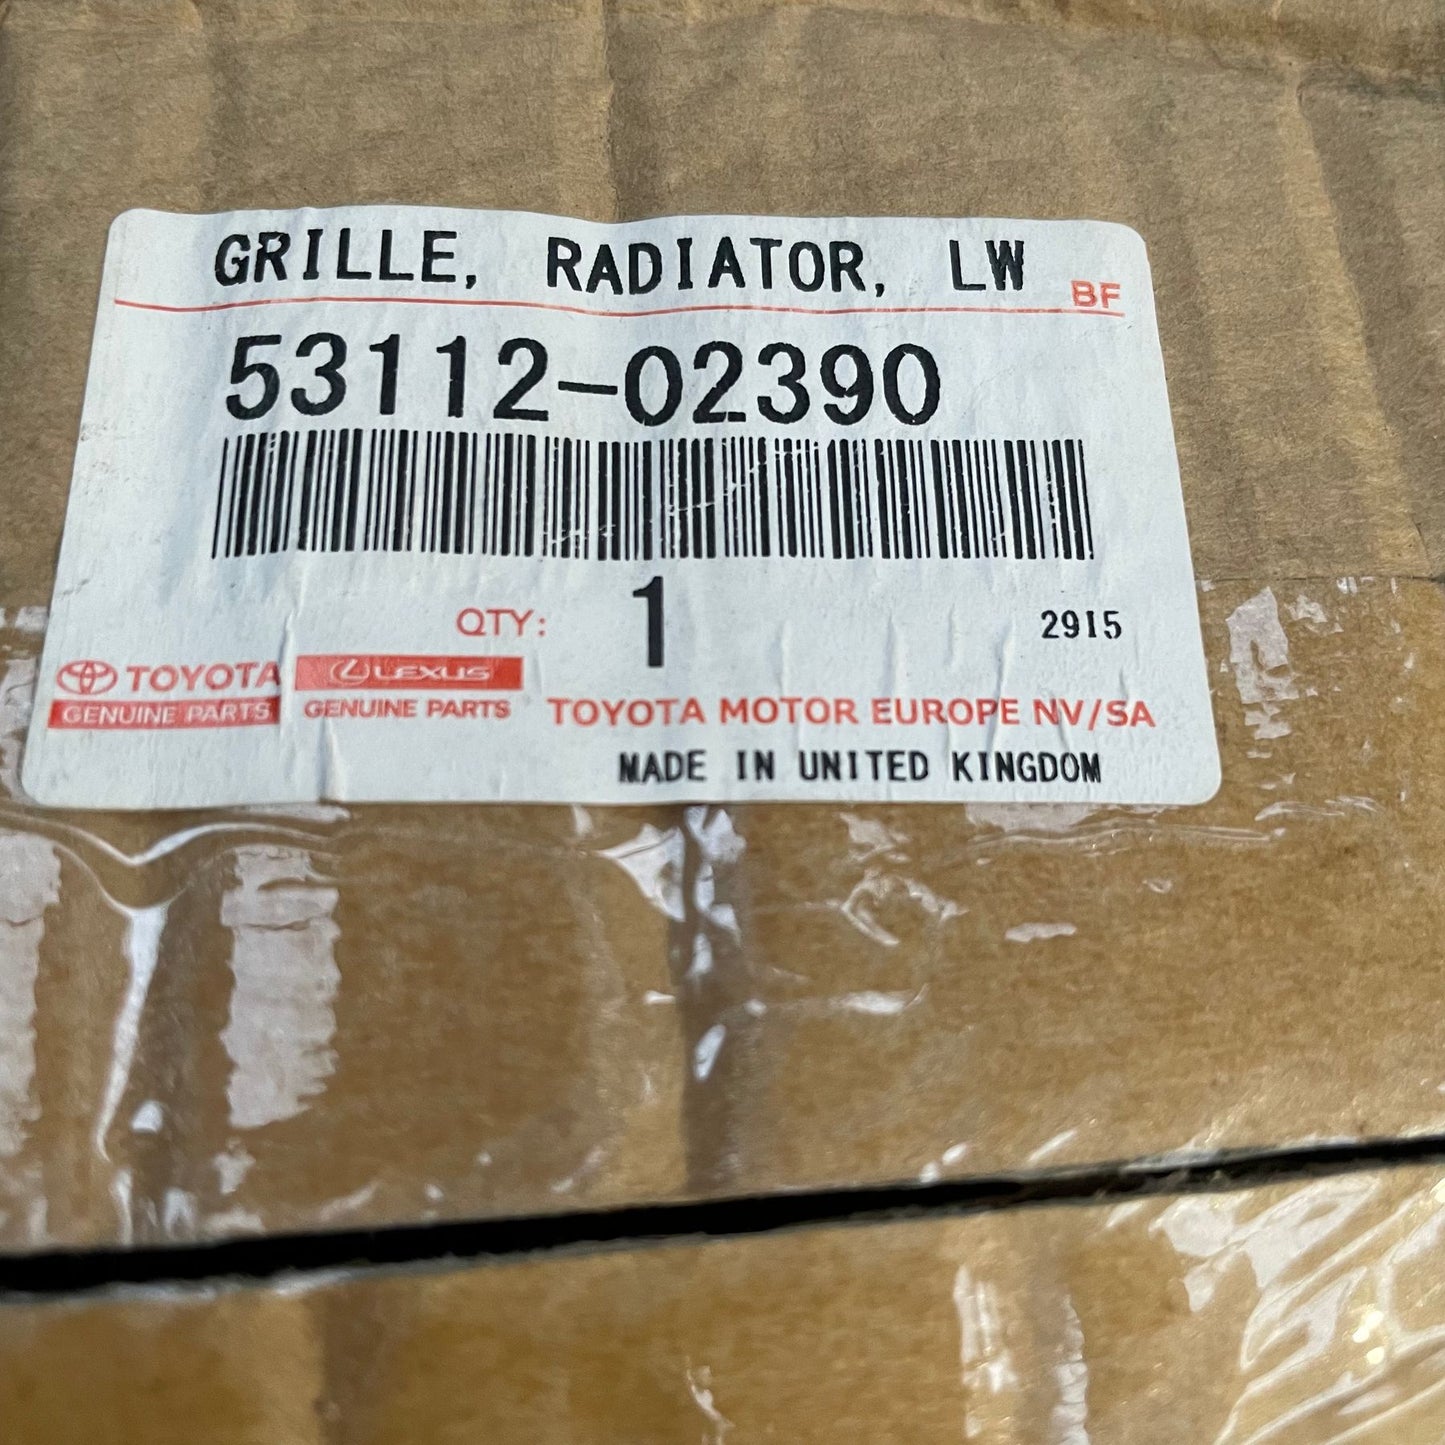 GRILLE, RADIATOR, LW
BF
53112-02390
QTY: 1
2915
TOYOTA
GENUINE PARTS
LEXUS
GENUINE PARTS
TOYOTA MOTOR EUROPE NV/SA
MADE IN UNITED KINGDOM